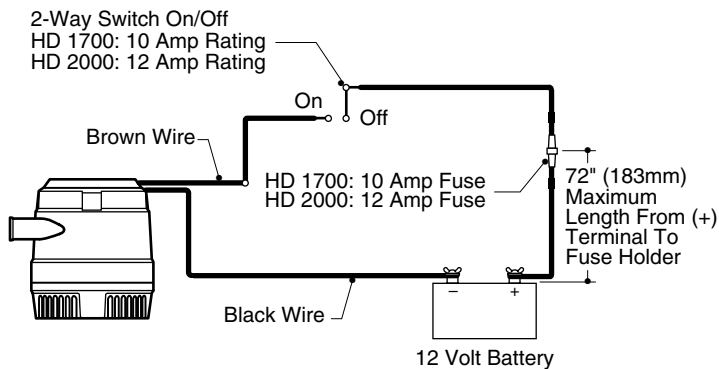 2-Way Switch On/Off
HD 1700: 10 Amp Rating
HD 2000: 12 Amp Rating
On
Off
Brown Wire
HD 1700: 10 Amp Fuse
HD 2000: 12 Amp Fuse
72" (183mm)
Maximum
Length From (+)
Terminal To
Fuse Holder
Black Wire
− +
12 Volt Battery